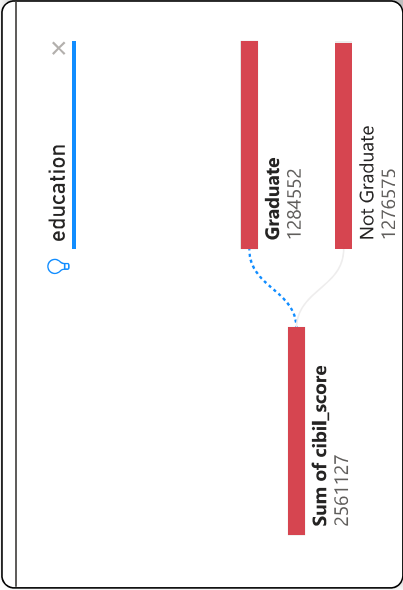 education
Sum of cibil_score
2561127
Graduate
1284552
Not Graduate
1276575